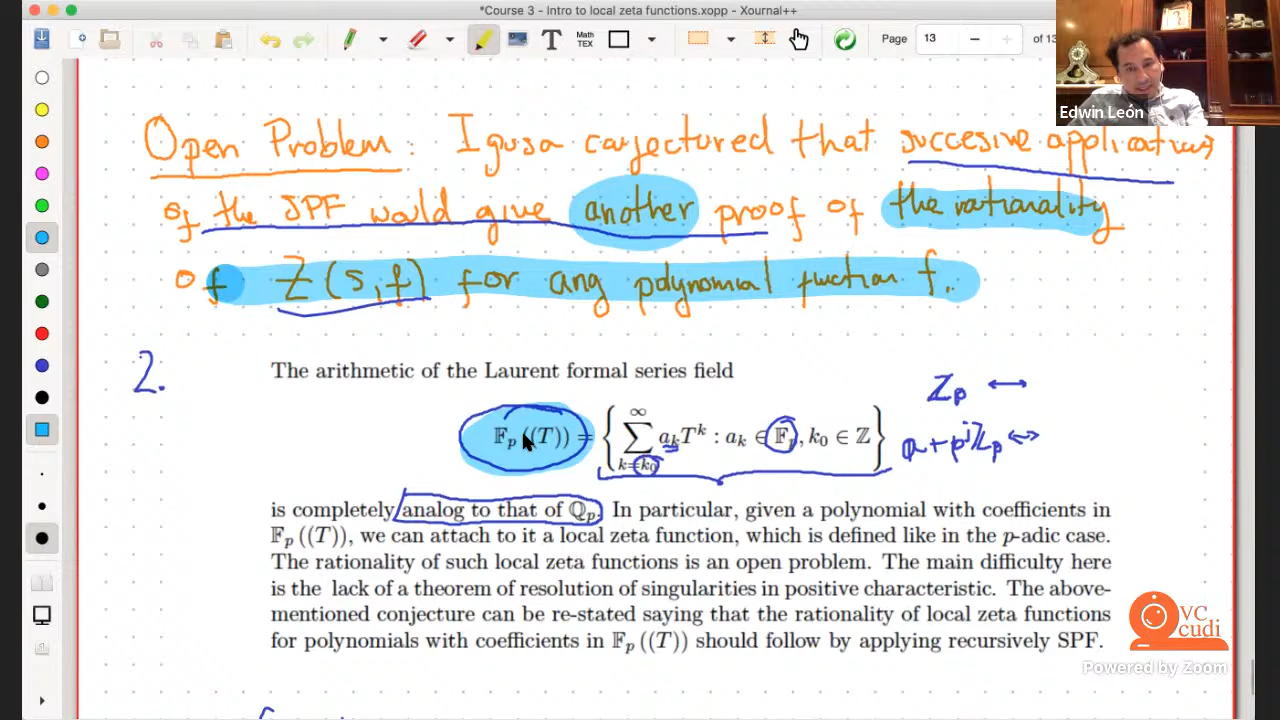 *Course 3 - Intro to local zeta functions.xopp - Xournal++
Math
TEX
T
Page 13 of 13
Edwin León
Open Problem: Igusa conjectured that succesive applications
of the SPF would give another proof of the rationality
of Z(s,f) for any polynomial function f.
2.
The arithmetic of the Laurent formal series field
ℤp ↔
𝔽p((T)) = { ∑_{k=k0}^{∞} akT^k : ak ∈ 𝔽p, k0 ∈ ℤ }
a + p^jℤp ↔
is completely analog to that of ℚp. In particular, given a polynomial with coefficients in
𝔽p((T)), we can attach to it a local zeta function, which is defined like in the p-adic case.
The rationality of such local zeta functions is an open problem. The main difficulty here
is the lack of a theorem of resolution of singularities in positive characteristic. The above-
mentioned conjecture can be re-stated saying that the rationality of local zeta functions
for polynomials with coefficients in 𝔽p((T)) should follow by applying recursively SPF.
VC
cudi
Powered by Zoom